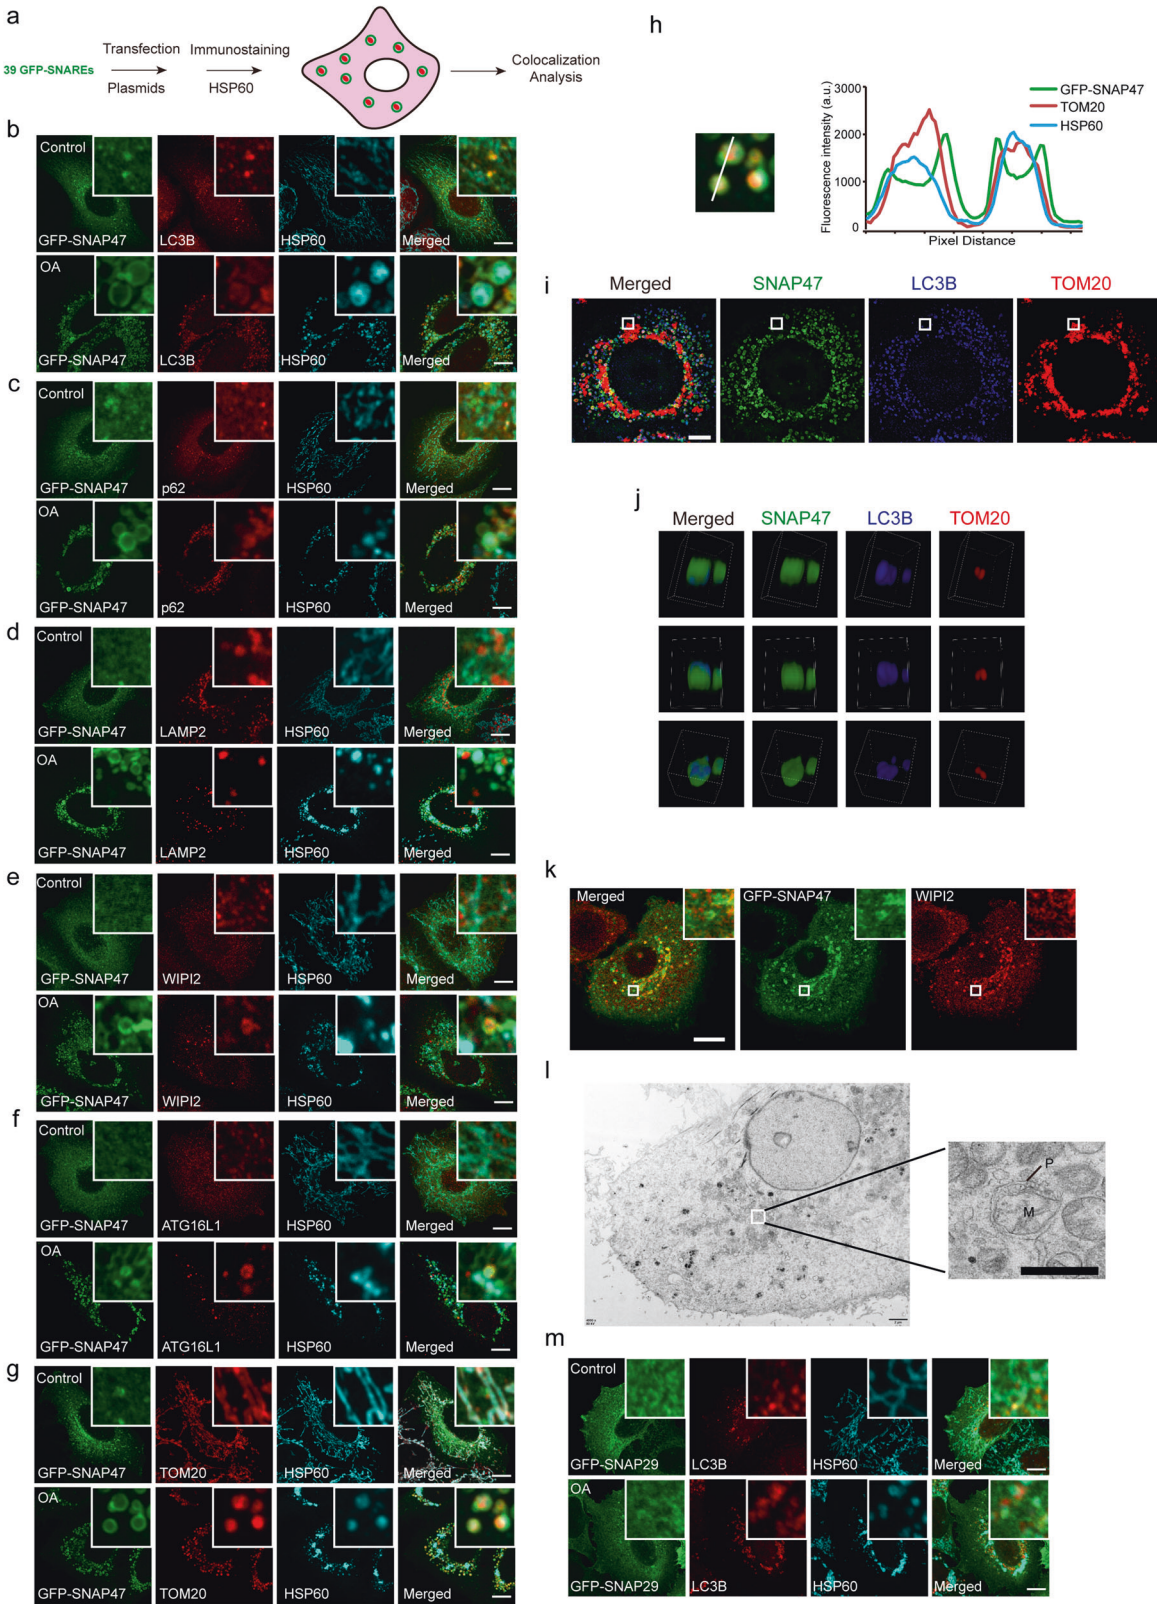 a
39 GFP-SNAREs
Transfection
Plasmids
Immunostaining
HSP60
Colocalization
Analysis
b
Control
GFP-SNAP47 LC3B HSP60 Merged
OA
GFP-SNAP47 LC3B HSP60 Merged
c
Control
GFP-SNAP47 p62 HSP60 Merged
OA
GFP-SNAP47 p62 HSP60 Merged
d
Control
GFP-SNAP47 LAMP2 HSP60 Merged
OA
GFP-SNAP47 LAMP2 HSP60 Merged
e
Control
GFP-SNAP47 WIPI2 HSP60 Merged
OA
GFP-SNAP47 WIPI2 HSP60 Merged
f
Control
GFP-SNAP47 ATG16L1 HSP60 Merged
OA
GFP-SNAP47 ATG16L1 HSP60 Merged
g
Control
GFP-SNAP47 TOM20 HSP60 Merged
OA
GFP-SNAP47 TOM20 HSP60 Merged
h
Fluorescence intensity (a.u.)
3000
2000
1000
0
Pixel Distance
GFP-SNAP47
TOM20
HSP60
i
Merged SNAP47 LC3B TOM20
j
Merged SNAP47 LC3B TOM20
k
Merged GFP-SNAP47 WIPI2
l
P
M
m
Control
GFP-SNAP29 LC3B HSP60 Merged
OA
GFP-SNAP29 LC3B HSP60 Merged